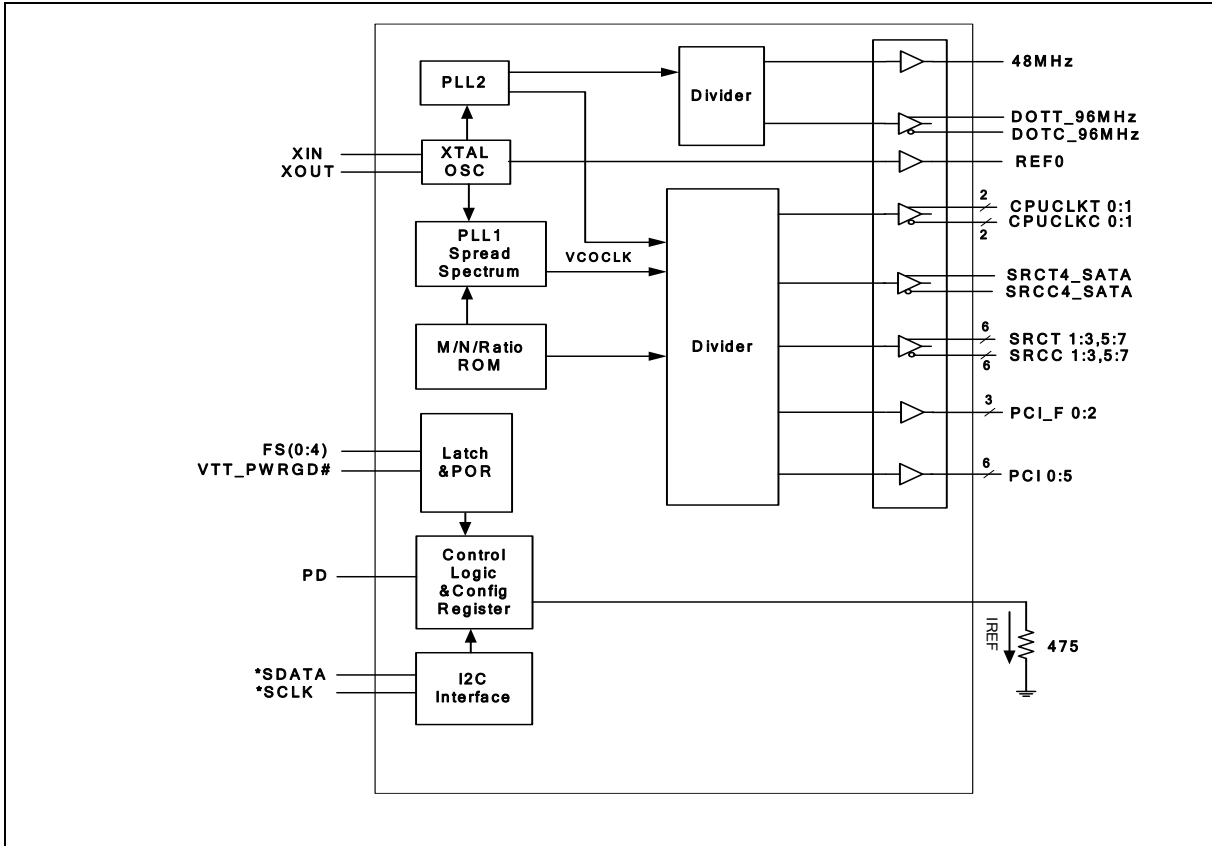 48MHz
PLL2
Divider
DOTT_96MHz
DOTC_96MHz
XIN
XOUT
XTAL
OSC
REF0
2
CPUCLKT 0:1
CPUCLKC 0:1
2
PLL1
Spread
Spectrum
VCOCLK
SRCT4_SATA
SRCC4_SATA
M/N/Ratio
ROM
Divider
6
SRCT 1:3,5:7
SRCC 1:3,5:7
6
3
PCI_F 0:2
FS(0:4)
VTT_PWRGD#
Latch
&POR
6
PCI 0:5
PD
Control
Logic
&Config
Register
IREF
475
*SDATA
*SCLK
I2C
Interface